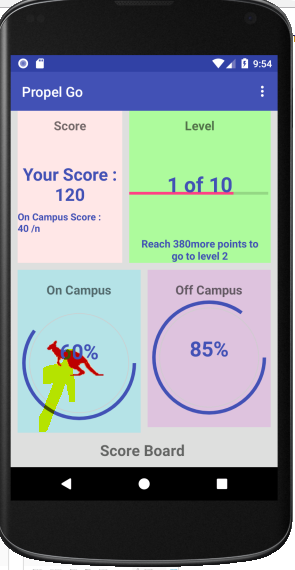 9:54
Propel Go
Score
Your Score :
120
On Campus Score :
40 /n
Level
1 of 10
Reach 380more points to
go to level 2
On Campus
60%
Off Campus
85%
Score Board